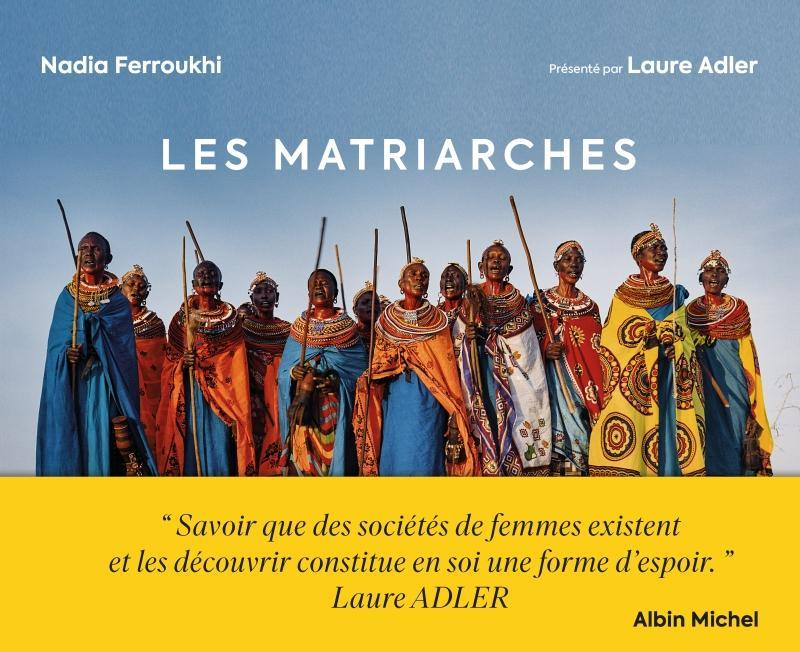 Nadia Ferroukhi
Présenté par Laure Adler
LES MATRIARCHES
“ Savoir que des sociétés de femmes existent
et les découvrir constitue en soi une forme d’espoir. ”
Laure ADLER
Albin Michel